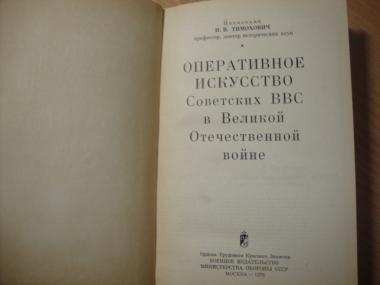 Полковник
И. В. ТИМОХОВИЧ,
профессор, доктор исторических наук
ОПЕРАТИВНОЕ
ИСКУССТВО
Советских ВВС
в Великой
Отечественной
войне
Ордена Трудового Красного Знамени
ВОЕННОЕ ИЗДАТЕЛЬСТВО
МИНИСТЕРСТВА ОБОРОНЫ СССР
МОСКВА — 1976